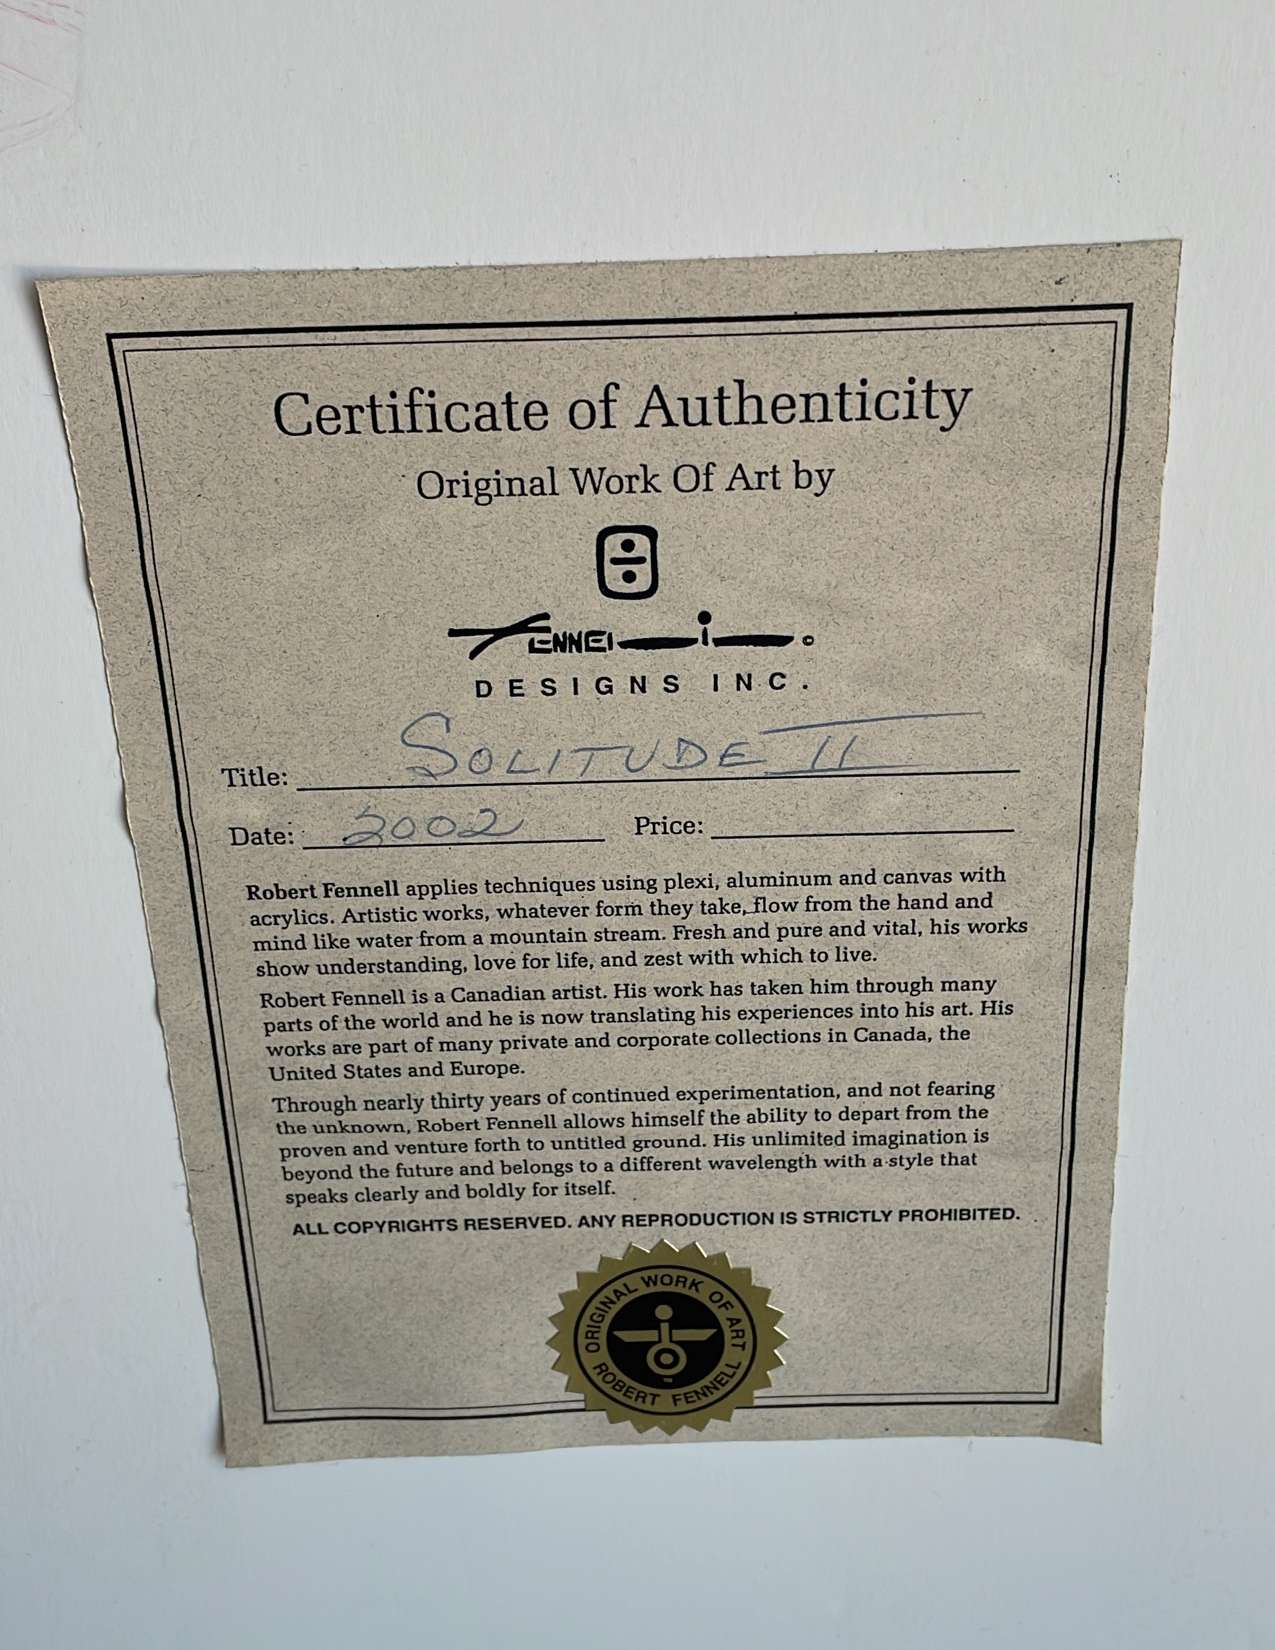 Certificate of Authenticity
Original Work Of Art by
FENNELL
DESIGNS INC.
Title: SOLITUDE II
Date: 2002 Price:
Robert Fennell applies techniques using plexi, aluminum and canvas with
acrylics. Artistic works, whatever form they take, flow from the hand and
mind like water from a mountain stream. Fresh and pure and vital, his works
show understanding, love for life, and zest with which to live.
Robert Fennell is a Canadian artist. His work has taken him through many
parts of the world and he is now translating his experiences into his art. His
works are part of many private and corporate collections in Canada, the
United States and Europe.
Through nearly thirty years of continued experimentation, and not fearing
the unknown, Robert Fennell allows himself the ability to depart from the
proven and venture forth to untitled ground. His unlimited imagination is
beyond the future and belongs to a different wavelength with a style that
speaks clearly and boldly for itself.
ALL COPYRIGHTS RESERVED. ANY REPRODUCTION IS STRICTLY PROHIBITED.
ORIGINAL WORK OF ART
ROBERT FENNELL